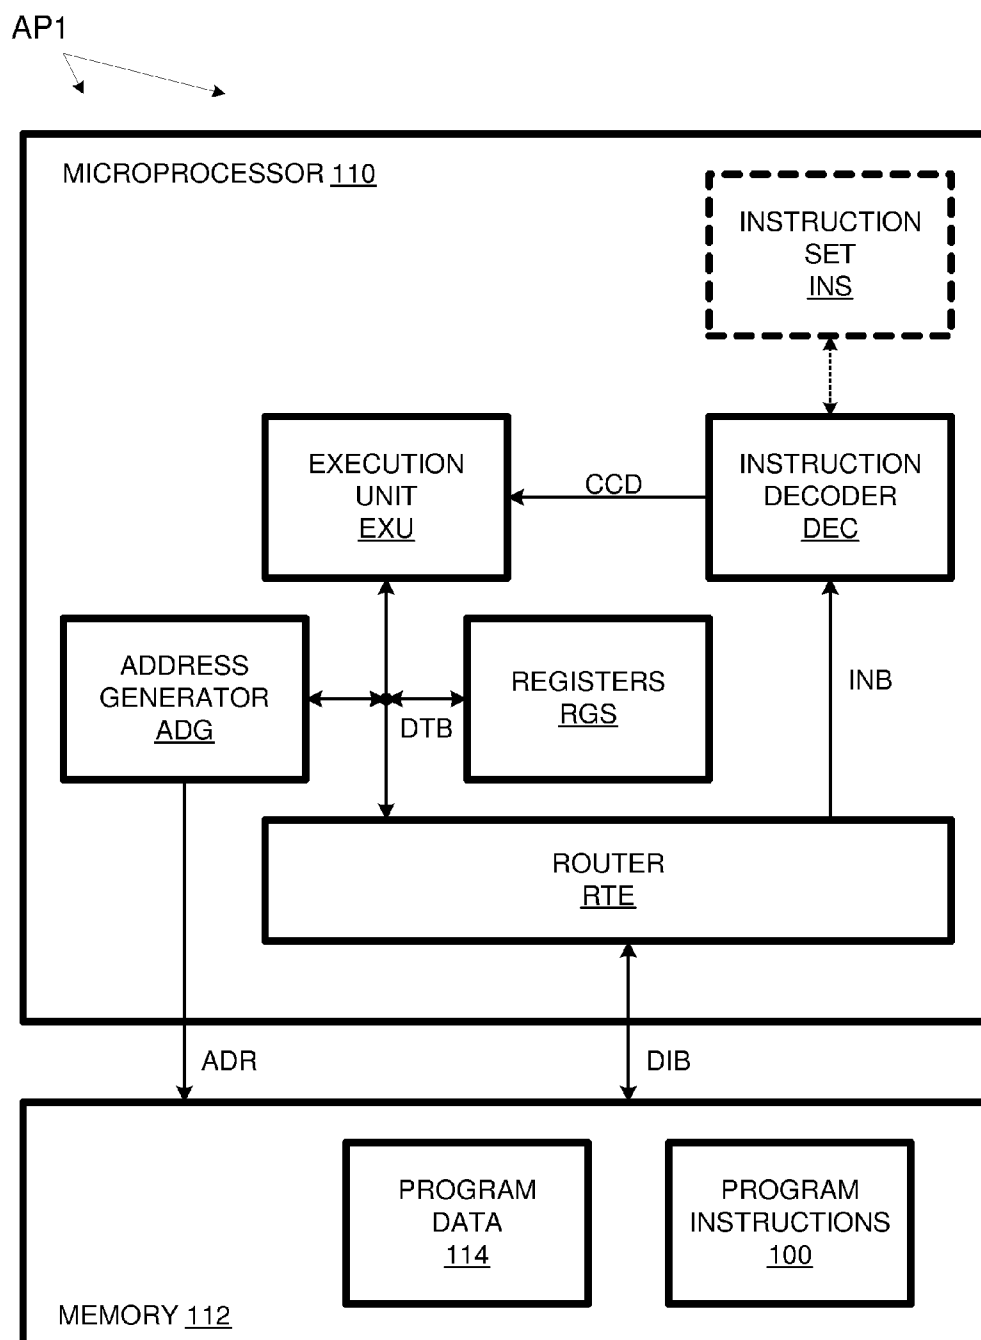 AP1
MICROPROCESSOR 110
INSTRUCTION
SET
INS
EXECUTION
UNIT
EXU
CCD
INSTRUCTION
DECODER
DEC
ADDRESS
GENERATOR
ADG
DTB
REGISTERS
RGS
INB
ROUTER
RTE
ADR
DIB
PROGRAM
DATA
114
PROGRAM
INSTRUCTIONS
100
MEMORY 112